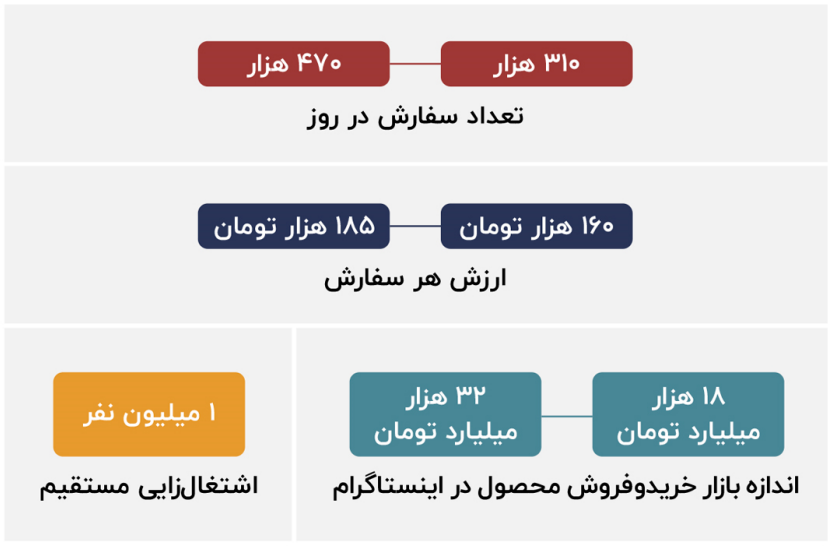 ۳۱۰ هزار
۴۷۰ هزار
تعداد سفارش در روز
۱۶۰ هزار تومان
۱۸۵ هزار تومان
ارزش هر سفارش
۱۸ هزار
میلیارد تومان
۳۲ هزار
میلیارد تومان
اندازه بازار خریدوفروش محصول در اینستاگرام
۱ میلیون نفر
اشتغال‌زایی مستقیم